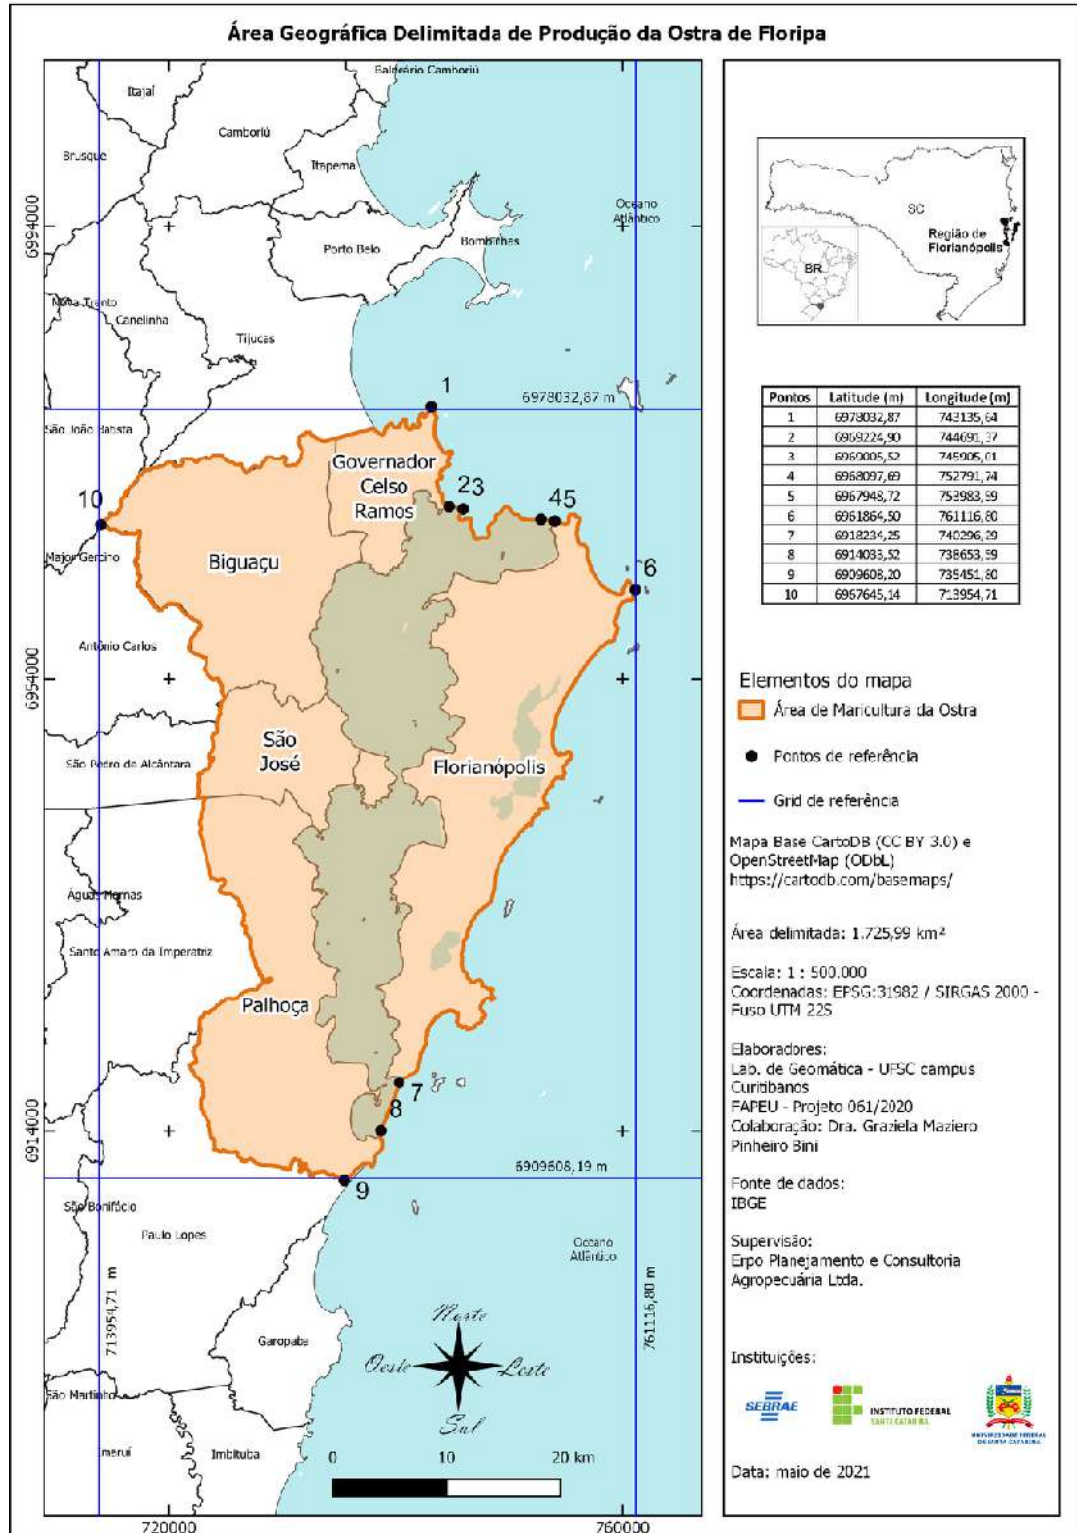 Área Geográfica Delimitada de Produção da Ostra de Floripa
Balneário Camboriú
Itajaí
Camboriú
Brusque
Itapema
Oceano
Atlântico
Porto Belo
Bombinhas
6994000
Nova Trento
Canelinha
Tijucas
1
6978032,87 m
São João Batista
Governador
Celso
Ramos
10
23
45
Major Gercino
Biguaçu
6
Antônio Carlos
6954000
São Pedro de Alcântara
São
José
Florianópolis
Águas Mornas
Santo Amaro da Imperatriz
Palhoça
7
8
6914000
6909608,19 m
9
São Bonifácio
Paulo Lopes
Oceano
Atlântico
713954,71 m
761116,80 m
Garopaba
Norte
Oeste
Leste
Sul
São Martinho
Imaruí
Imbituba
0 10 20 km
720000 760000
SC
Região de
Florianópolis
BR
Pontos Latitude (m) Longitude (m)
1 6978032,87 743135,64
2 6969224,90 744691,37
3 6969005,52 745905,01
4 6968097,69 752791,74
5 6967948,72 753983,99
6 6961864,50 761116,80
7 6918234,25 740296,29
8 6914033,52 738653,59
9 6909608,20 735451,80
10 6967645,14 713954,71
Elementos do mapa
Área de Maricultura da Ostra
Pontos de referência
Grid de referência
Mapa Base CartoDB (CC BY 3.0) e
OpenStreetMap (ODbL)
https://cartodb.com/basemaps/
Área delimitada: 1.725,99 km²
Escala: 1 : 500.000
Coordenadas: EPSG:31982 / SIRGAS 2000 -
Fuso UTM 22S
Elaboradores:
Lab. de Geomática - UFSC campus
Curitibanos
FAPEU - Projeto 061/2020
Colaboração: Dra. Graziela Maziero
Pinheiro Bini
Fonte de dados:
IBGE
Supervisão:
Erpo Planejamento e Consultoria
Agropecuária Ltda.
Instituições:
SEBRAE
INSTITUTO FEDERAL
SANTA CATARINA
UNIVERSIDADE FEDERAL
DE SANTA CATARINA
Data: maio de 2021